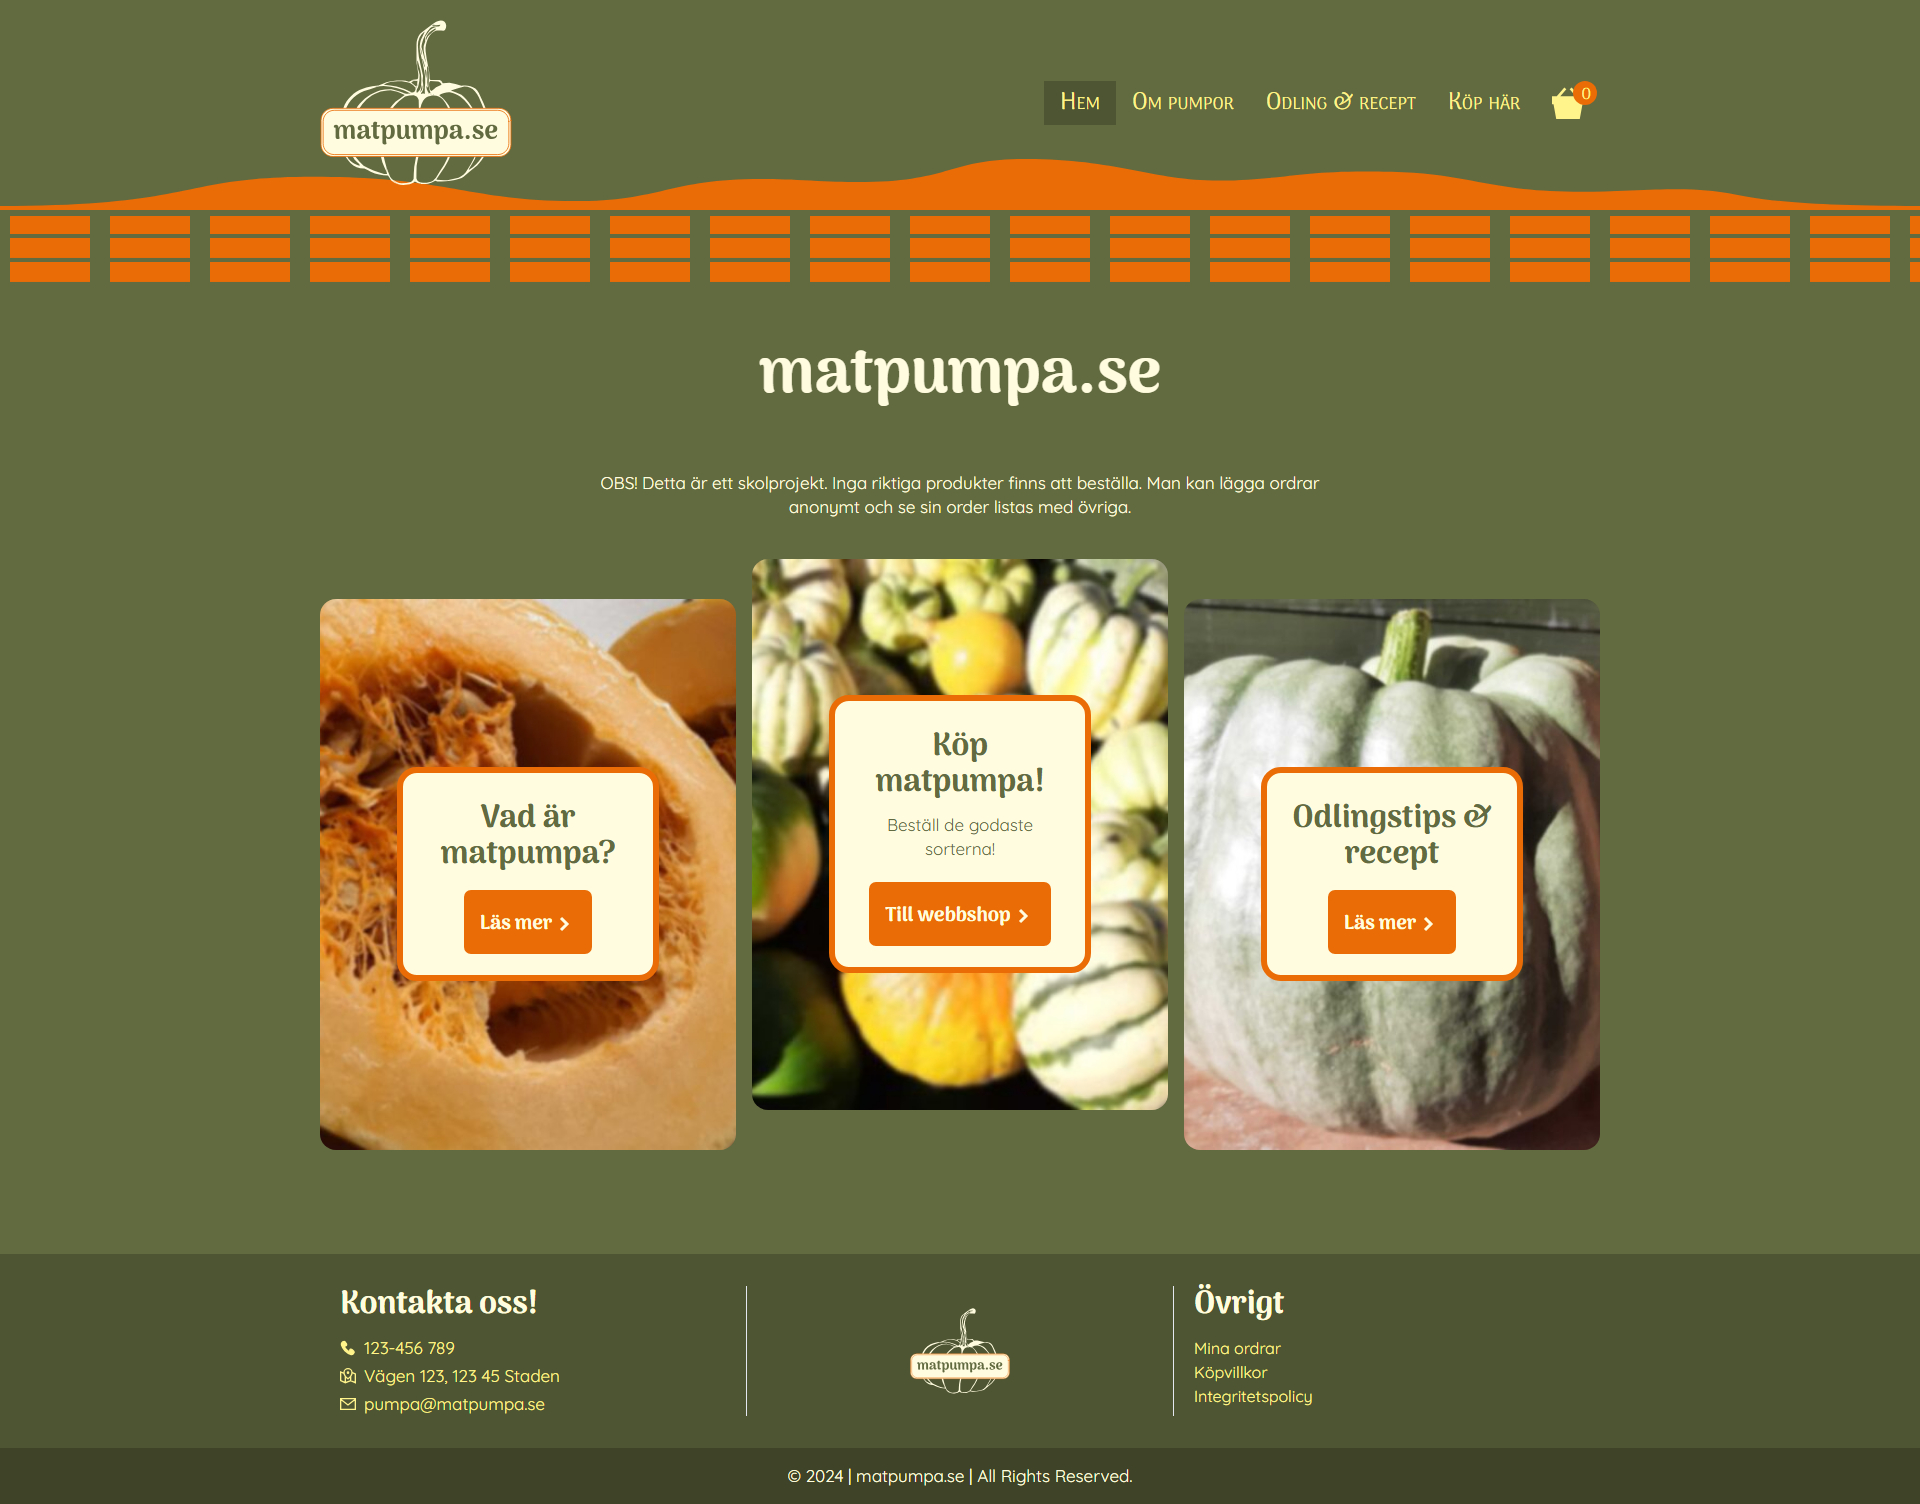 matpumpa.se
Hem
Om pumpor
Odling & recept
Köp här
0
matpumpa.se
OBS! Detta är ett skolprojekt. Inga riktiga produkter finns att beställa. Man kan lägga ordrar
anonymt och se sin order listas med övriga.
Vad är
matpumpa?
Läs mer
Köp
matpumpa!
Beställ de godaste
sorterna!
Till webbshop
Odlingstips &
recept
Läs mer
Kontakta oss!
123-456 789
Vägen 123, 123 45 Staden
pumpa@matpumpa.se
matpumpa.se
Övrigt
Mina ordrar
Köpvillkor
Integritetspolicy
© 2024 | matpumpa.se | All Rights Reserved.